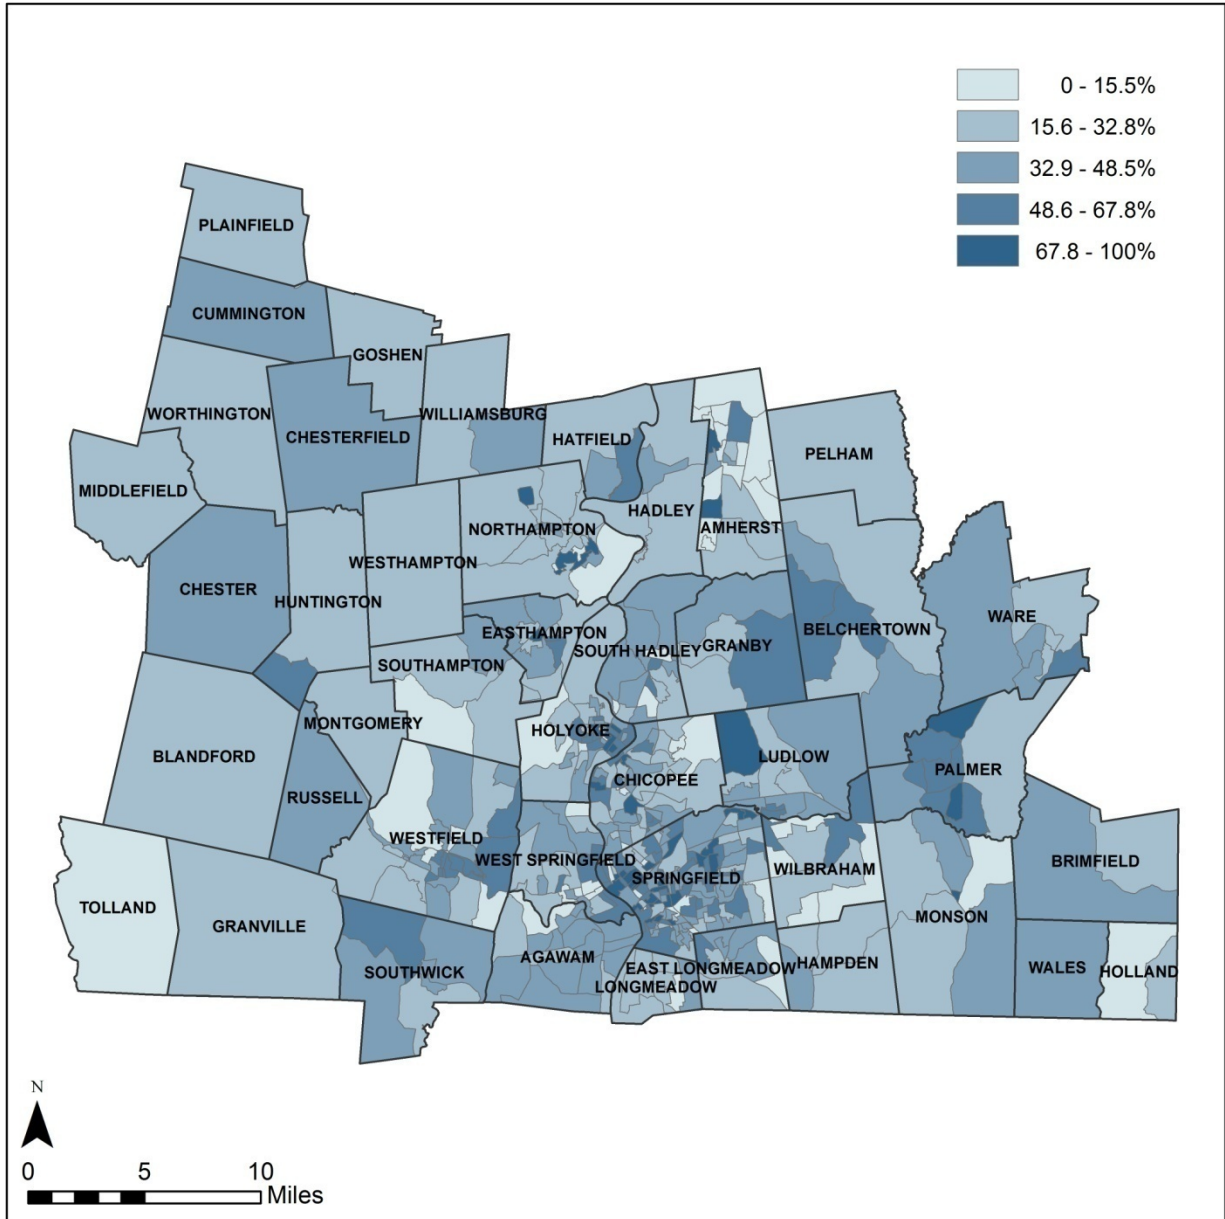 0 - 15.5%
15.6 - 32.8%
32.9 - 48.5%
48.6 - 67.8%
67.8 - 100%
PLAINFIELD
CUMMINGTON
GOSHEN
WORTHINGTON
WILLIAMSBURG
CHESTERFIELD
HATFIELD
PELHAM
MIDDLEFIELD
HADLEY
NORTHAMPTON
AMHERST
WESTHAMPTON
CHESTER
HUNTINGTON
WARE
EASTHAMPTON
BELCHERTOWN
SOUTH HADLEY
GRANBY
SOUTHAMPTON
MONTGOMERY
HOLYOKE
BLANDFORD
LUDLOW
CHICOPEE
PALMER
RUSSELL
WESTFIELD
WEST SPRINGFIELD
BRIMFIELD
WILBRAHAM
SPRINGFIELD
TOLLAND
MONSON
GRANVILLE
AGAWAM
HAMPDEN
EAST LONGMEADOW
WALES
HOLLAND
SOUTHWICK
LONGMEADOW
N
0 5 10
Miles